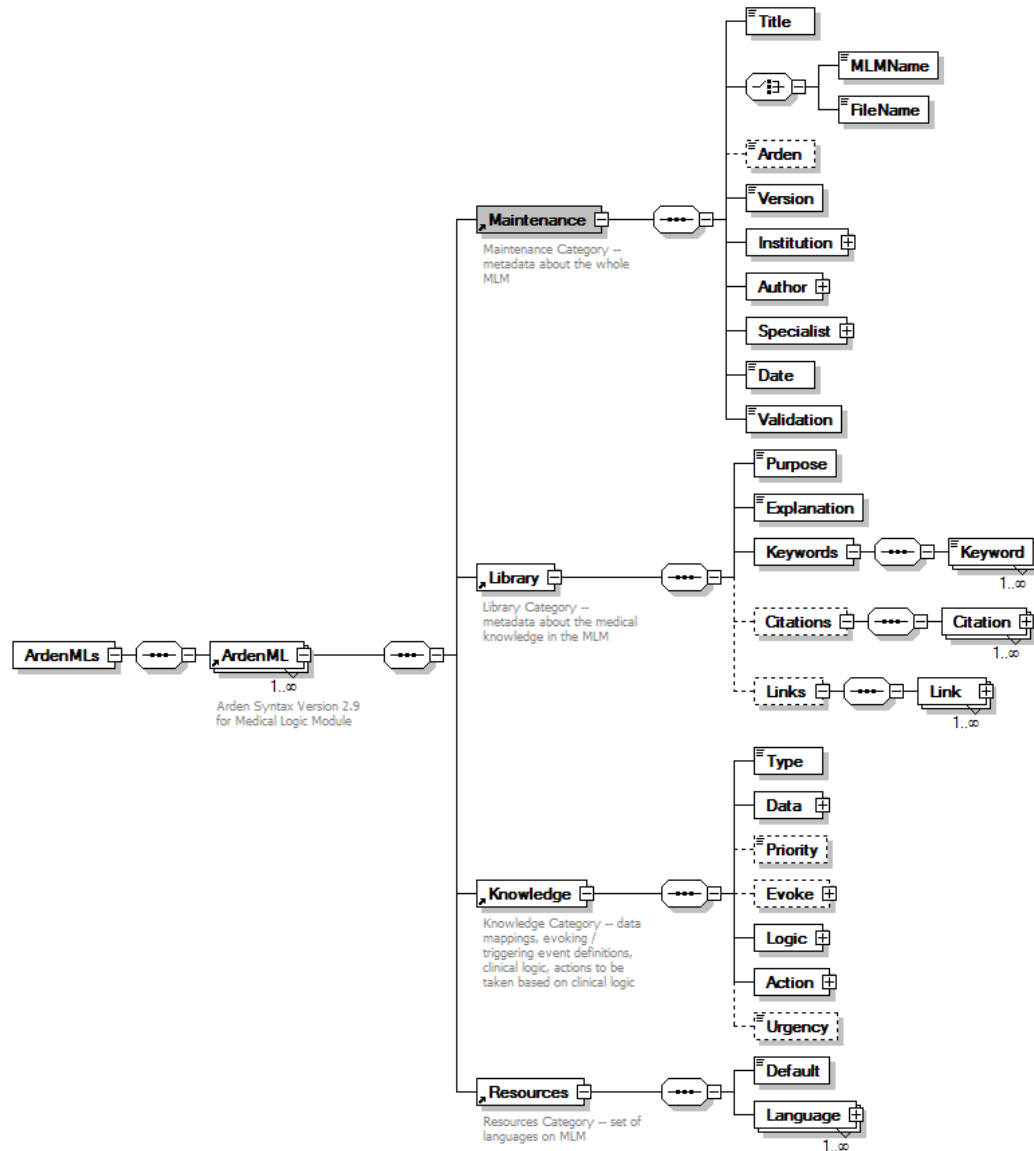 Title
MLMName
FileName
Arden
Version
Maintenance
Maintenance Category --
metadata about the whole
MLM
Institution
Author
Specialist
Date
Validation
Purpose
Explanation
Keywords
Keyword
1..∞
Library
Library Category --
metadata about the medical
knowledge in the MLM
Citations
Citation
1..∞
Links
Link
1..∞
ArdenMLs
ArdenML
1..∞
Arden Syntax Version 2.9
for Medical Logic Module
Type
Data
Priority
Knowledge
Knowledge Category -- data
mappings, evoking /
triggering event definitions,
clinical logic, actions to be
taken based on clinical logic
Evoke
Logic
Action
Urgency
Resources
Resources Category -- set of
languages on MLM
Default
Language
1..∞